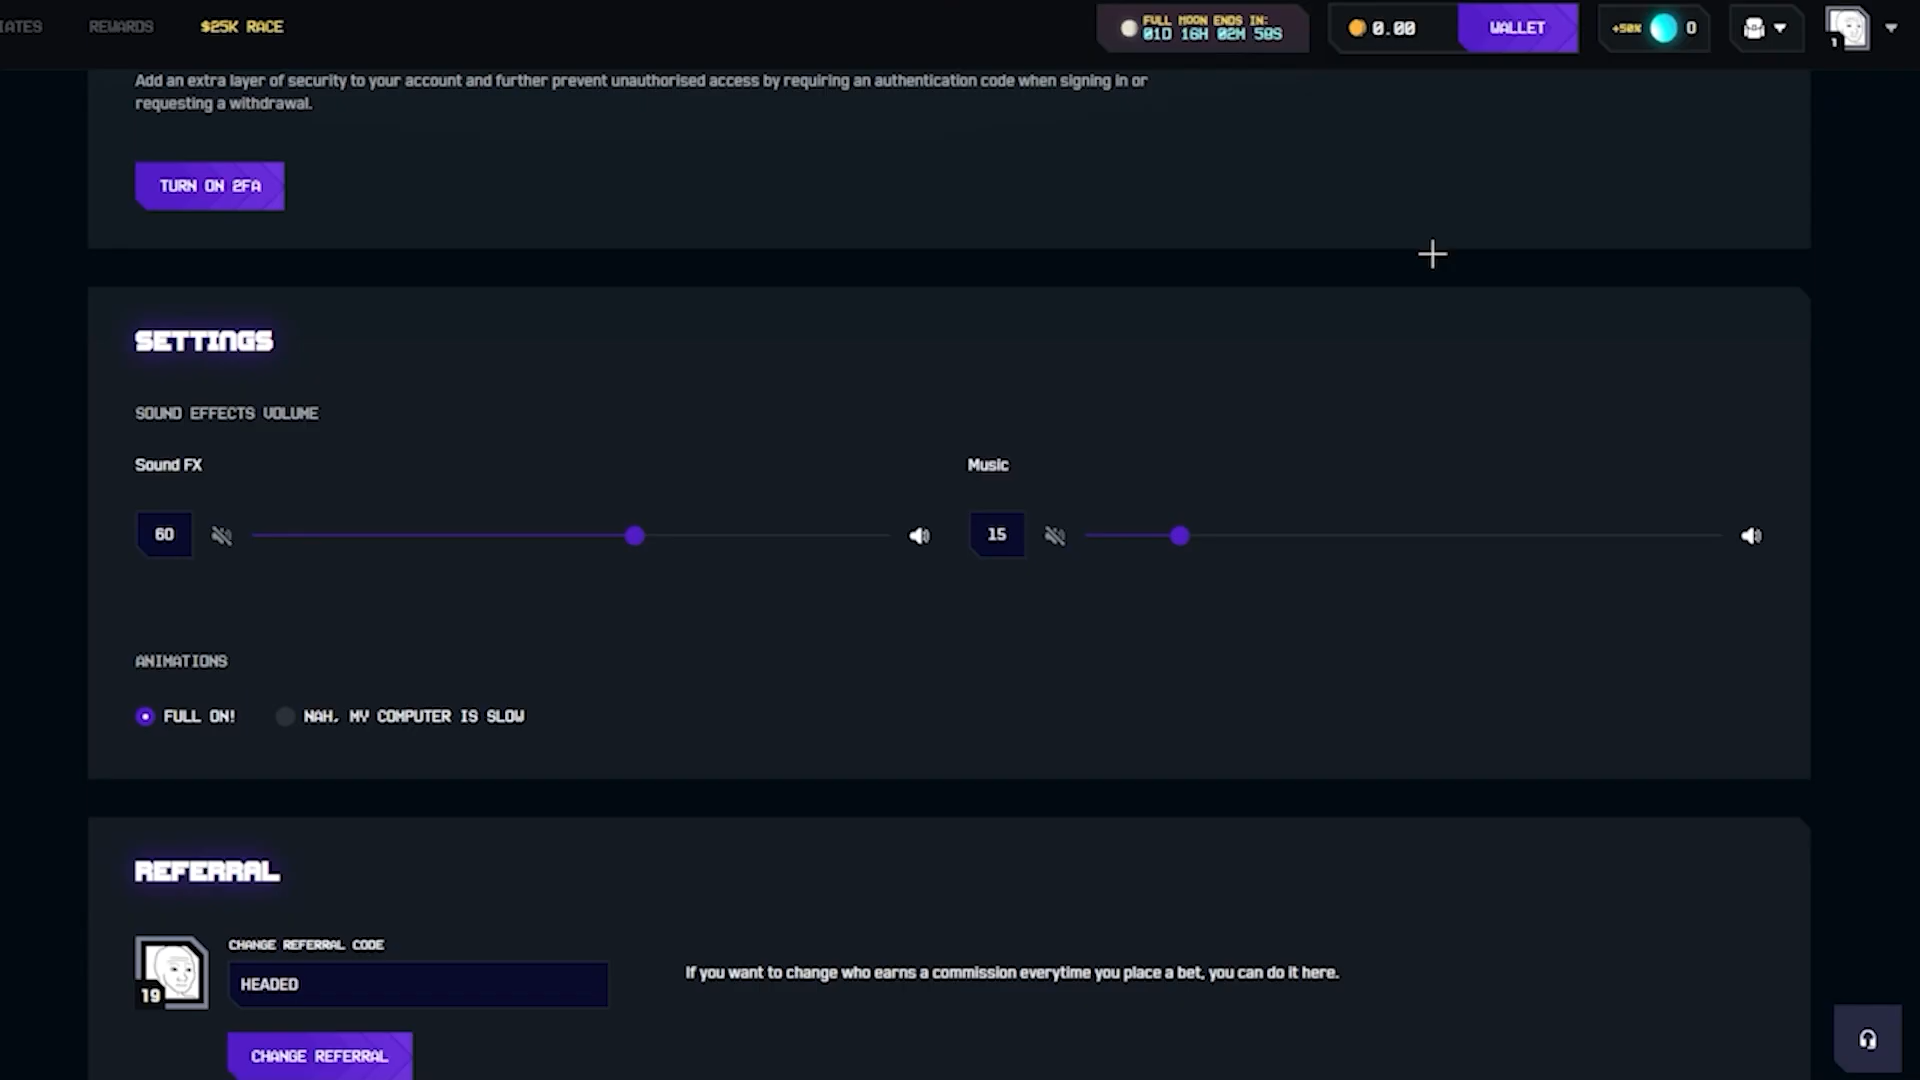 IATES
REWARDS
$25K RACE
FULL MOON ENDS IN:
01D 16H 02M 59S
0.00
WALLET
+50%
0
1
Add an extra layer of security to your account and further prevent unauthorised access by requiring an authentication code when signing in or
requesting a withdrawal.
TURN ON 2FA
SETTINGS
SOUND EFFECTS VOLUME
Sound FX
Music
60
15
ANIMATIONS
FULL ON!
NAH, MY COMPUTER IS SLOW
REFERRAL
CHANGE REFERRAL CODE
HEADED
19
If you want to change who earns a commission everytime you place a bet, you can do it here.
CHANGE REFERRAL